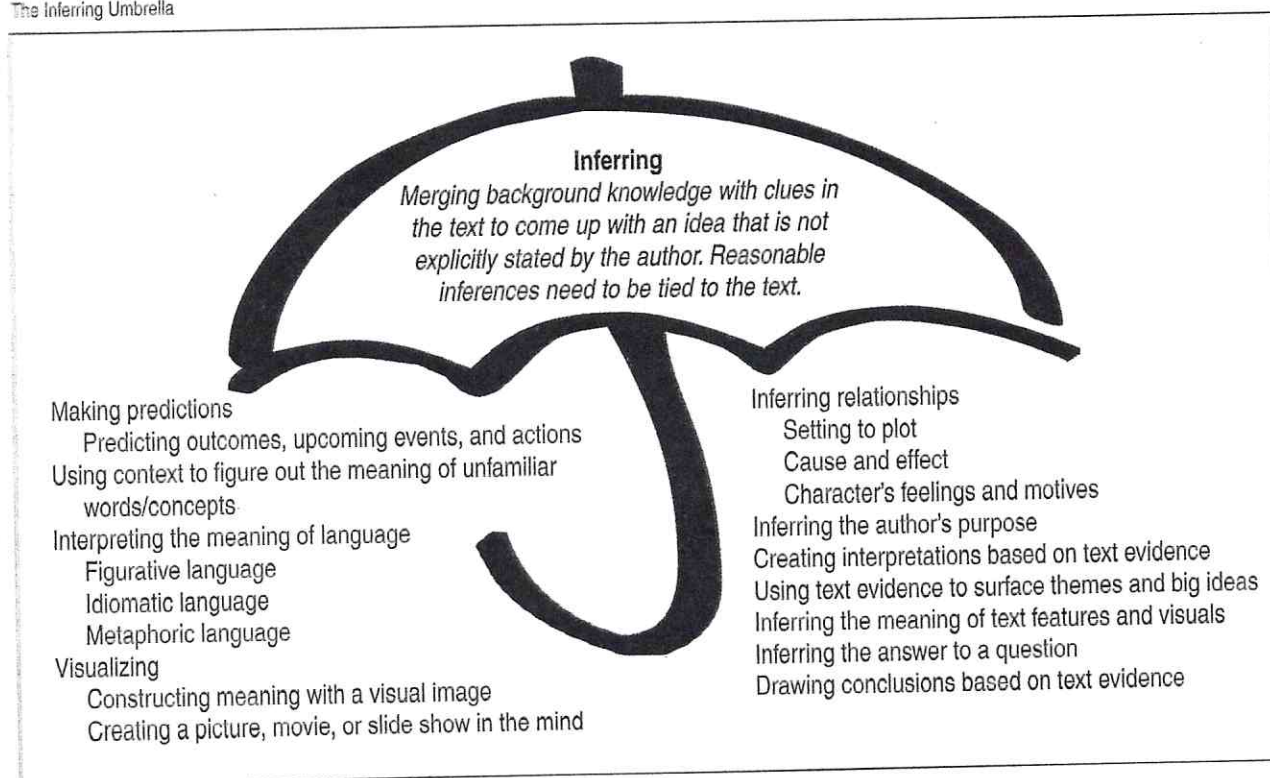 The Inferring Umbrella
Inferring
Merging background knowledge with clues in
the text to come up with an idea that is not
explicitly stated by the author. Reasonable
inferences need to be tied to the text.
Making predictions
Predicting outcomes, upcoming events, and actions
Using context to figure out the meaning of unfamiliar
words/concepts
Interpreting the meaning of language
Figurative language
Idiomatic language
Metaphoric language
Visualizing
Constructing meaning with a visual image
Creating a picture, movie, or slide show in the mind
Inferring relationships
Setting to plot
Cause and effect
Character's feelings and motives
Inferring the author's purpose
Creating interpretations based on text evidence
Using text evidence to surface themes and big ideas
Inferring the meaning of text features and visuals
Inferring the answer to a question
Drawing conclusions based on text evidence